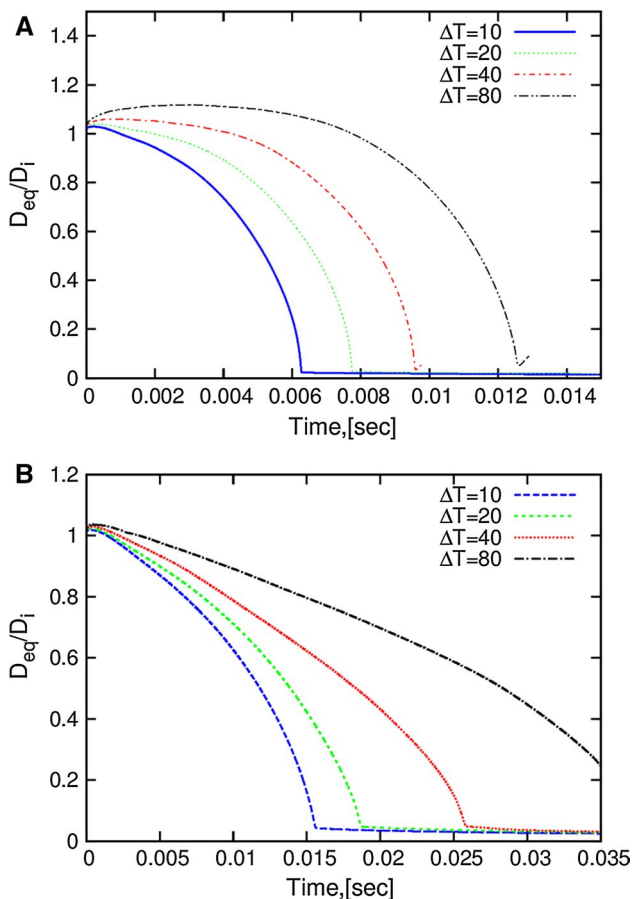 A
1.4
1.2
1
0.8
0.6
0.4
0.2
0
D_eq/D_i
ΔT=10
ΔT=20
ΔT=40
ΔT=80
0 0.002 0.004 0.006 0.008 0.01 0.012 0.014
Time,[sec]
B
1.2
1
0.8
0.6
0.4
0.2
0
D_eq/D_i
ΔT=10
ΔT=20
ΔT=40
ΔT=80
0 0.005 0.01 0.015 0.02 0.025 0.03 0.035
Time,[sec]